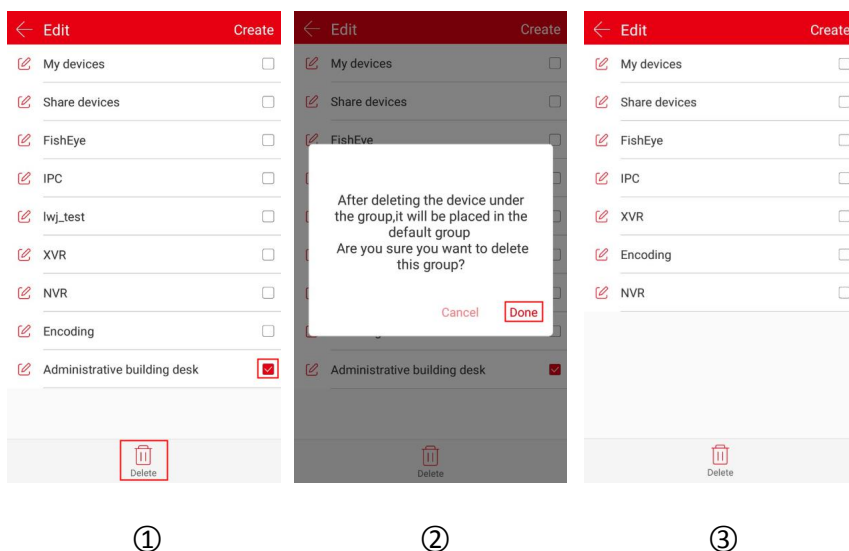 Edit Create
My devices
Share devices
FishEye
IPC
lwj_test
XVR
NVR
Encoding
Administrative building desk
Delete
①
Edit Create
My devices
Share devices
FishEye
After deleting the device under
the group,it will be placed in the
default group
Are you sure you want to delete
this group?
Cancel Done
Administrative building desk
Delete
②
Edit Create
My devices
Share devices
FishEye
IPC
XVR
Encoding
NVR
Delete
③